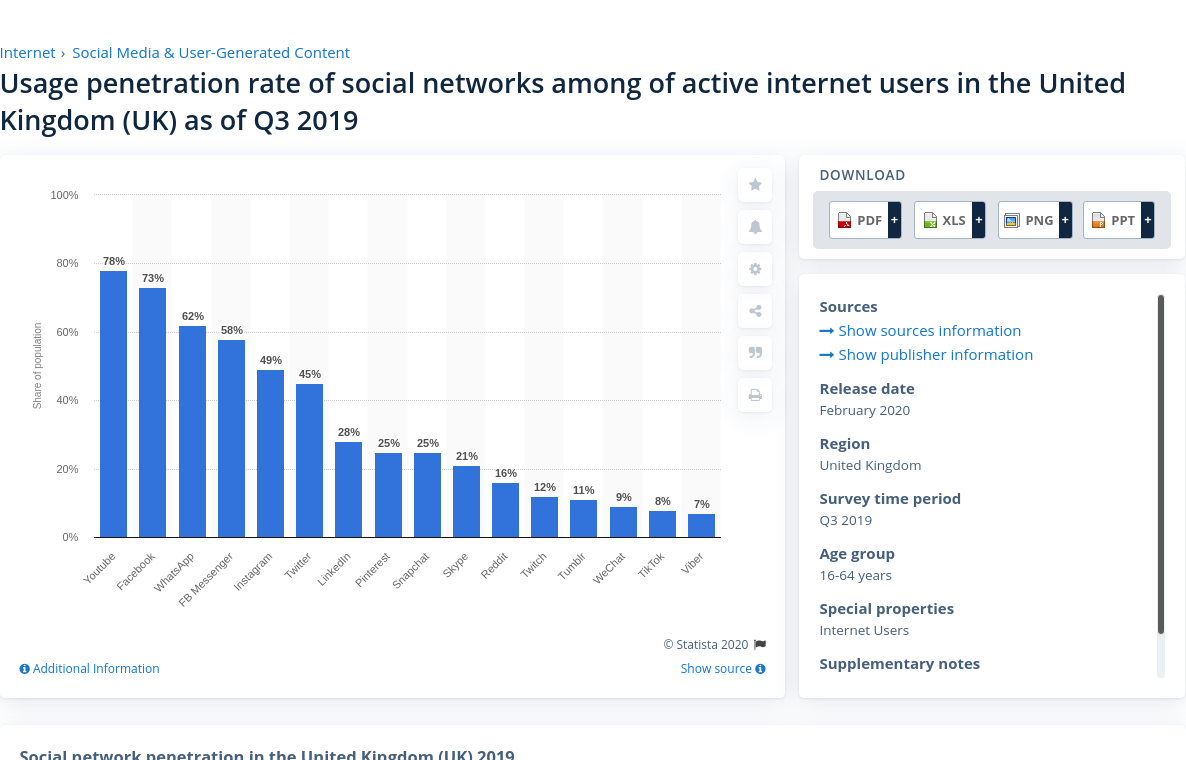 Internet › Social Media & User-Generated Content
Usage penetration rate of social networks among of active internet users in the United
Kingdom (UK) as of Q3 2019
100%
80%
60%
40%
20%
0%
Share of population
78%
73%
62%
58%
49%
45%
28%
25%
25%
21%
16%
12%
11%
9%
8%
7%
Youtube
Facebook
WhatsApp
FB Messenger
Instagram
Twitter
LinkedIn
Pinterest
Snapchat
Skype
Reddit
Twitch
Tumblr
WeChat
TikTok
Viber
© Statista 2020
Additional Information
Show source
DOWNLOAD
PDF + XLS + PNG + PPT +
Sources
Show sources information
Show publisher information
Release date
February 2020
Region
United Kingdom
Survey time period
Q3 2019
Age group
16-64 years
Special properties
Internet Users
Supplementary notes
Social network penetration in the United Kingdom (UK) 2019